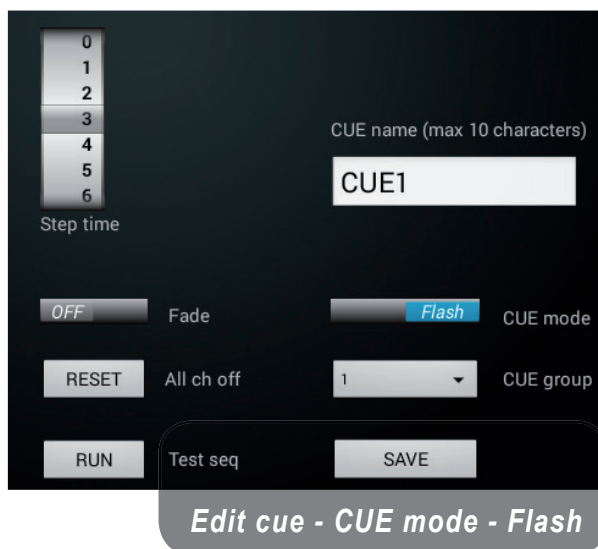 0
1
2
3
4
5
6
Step time
CUE name (max 10 characters)
CUE1
OFF
Fade
Flash
CUE mode
RESET
All ch off
1
CUE group
RUN
Test seq
SAVE
Edit cue - CUE mode - Flash